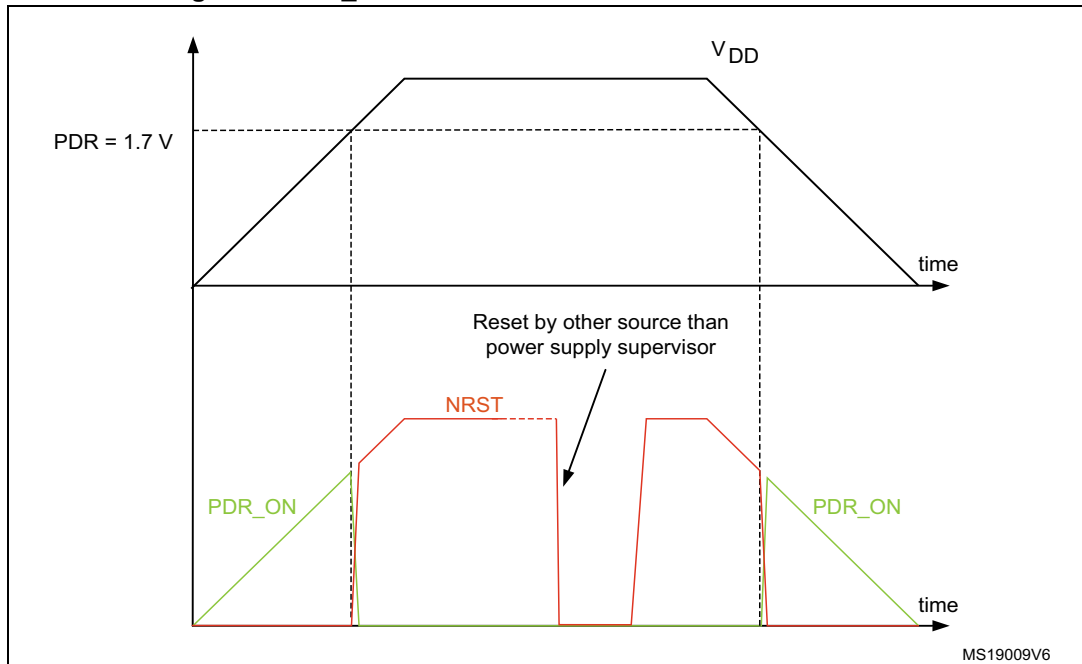 V DD
PDR = 1.7 V
time
Reset by other source than
power supply supervisor
NRST
PDR_ON
PDR_ON
time
MS19009V6